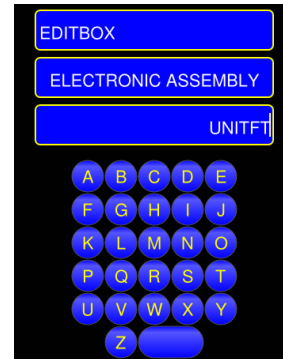 EDITBOX
ELECTRONIC ASSEMBLY
UNITFT
A B C D E
F G H I J
K L M N O
P Q R S T
U V W X Y
Z